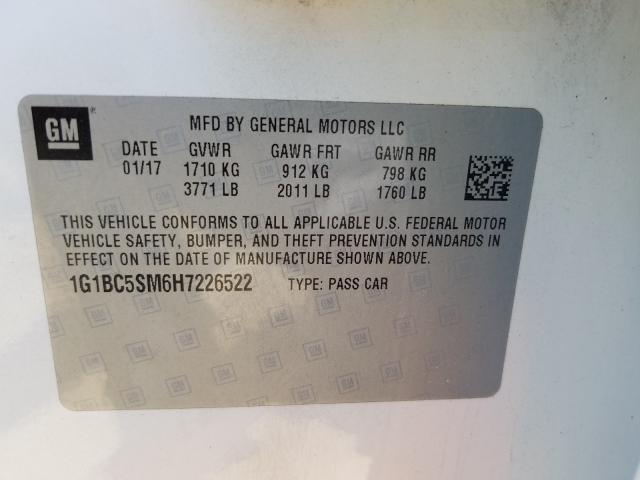 GM
MFD BY GENERAL MOTORS LLC
DATE GVWR GAWR FRT GAWR RR
01/17 1710 KG 912 KG 798 KG
3771 LB 2011 LB 1760 LB
THIS VEHICLE CONFORMS TO ALL APPLICABLE U.S. FEDERAL MOTOR
VEHICLE SAFETY, BUMPER, AND THEFT PREVENTION STANDARDS IN
EFFECT ON THE DATE OF MANUFACTURE SHOWN ABOVE.
1G1BC5SM6H7226522 TYPE: PASS CAR